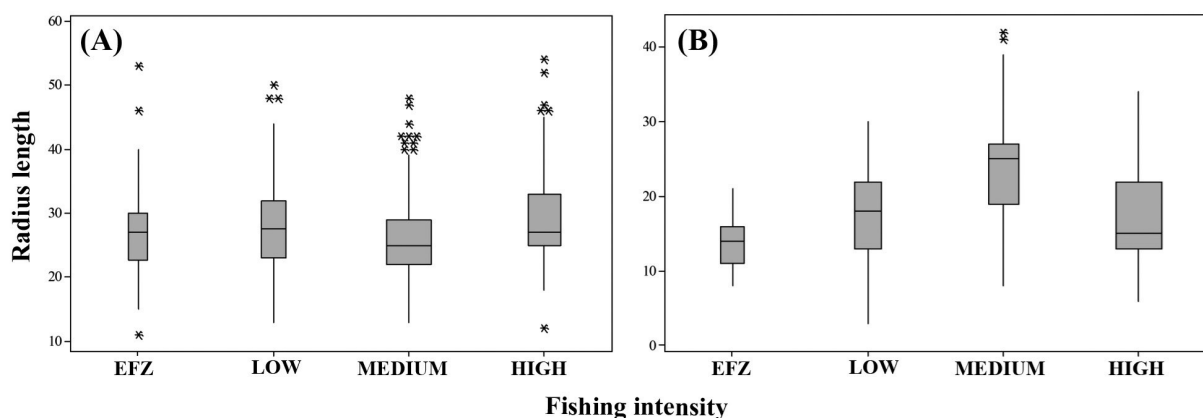 (A)
Radius length
60
50
40
30
20
10
EFZ LOW MEDIUM HIGH
(B)
40
30
20
10
0
EFZ LOW MEDIUM HIGH
Fishing intensity